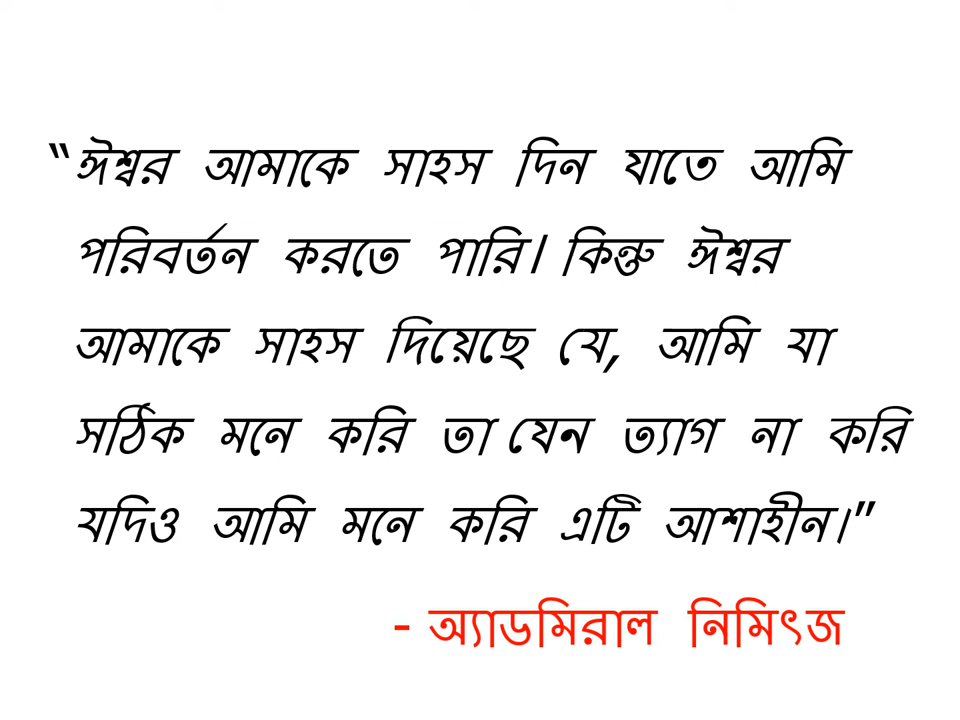 “ঈশ্বর আমাকে সাহস দিন যাতে আমি
পরিবর্তন করতে পারি। কিন্তু ঈশ্বর
আমাকে সাহস দিয়েছে যে, আমি যা
সঠিক মনে করি তা যেন ত্যাগ না করি
যদিও আমি মনে করি এটি আশাহীন।”
- অ্যাডমিরাল নিমিৎজ